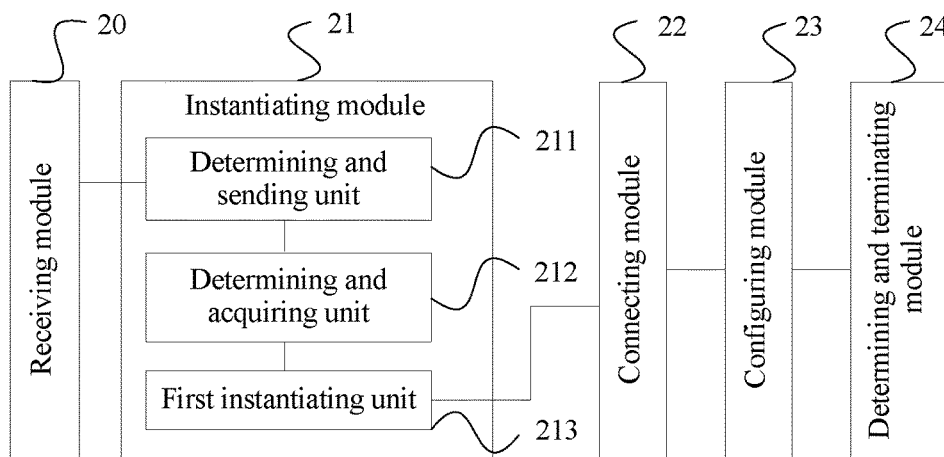 20
21
22
23
24
Receiving module
Instantiating module
Determining and
sending unit
211
Determining and
acquiring unit
212
First instantiating unit
213
Connecting module
Configuring module
Determining and terminating
module